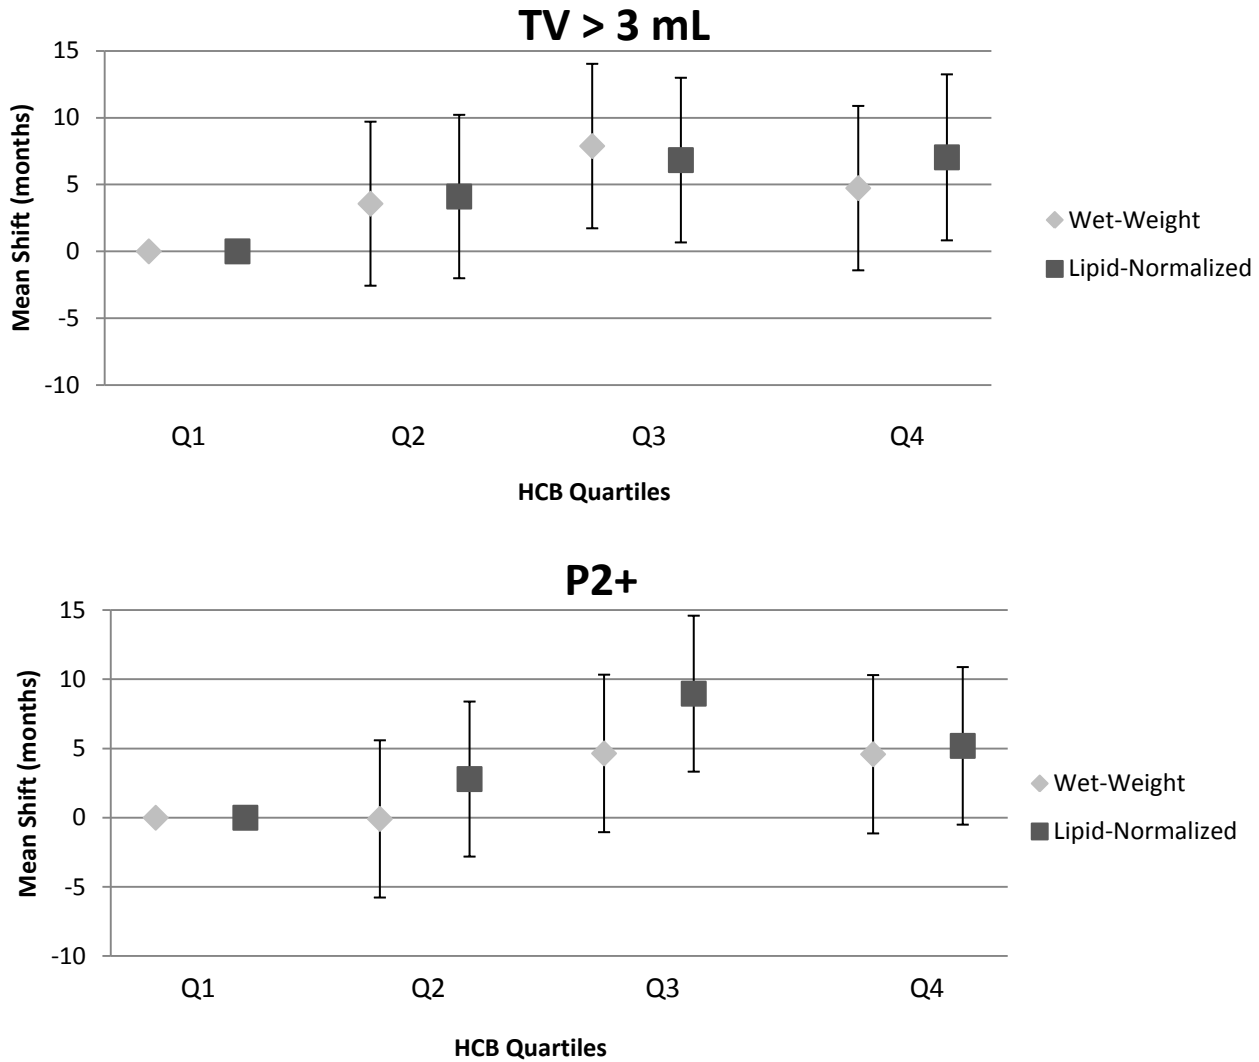 TV > 3 mL
15
10
5
0
-5
-10
Mean Shift (months)
Q1 Q2 Q3 Q4
HCB Quartiles
Wet-Weight
Lipid-Normalized
P2+
15
10
5
0
-5
-10
Mean Shift (months)
Q1 Q2 Q3 Q4
HCB Quartiles
Wet-Weight
Lipid-Normalized